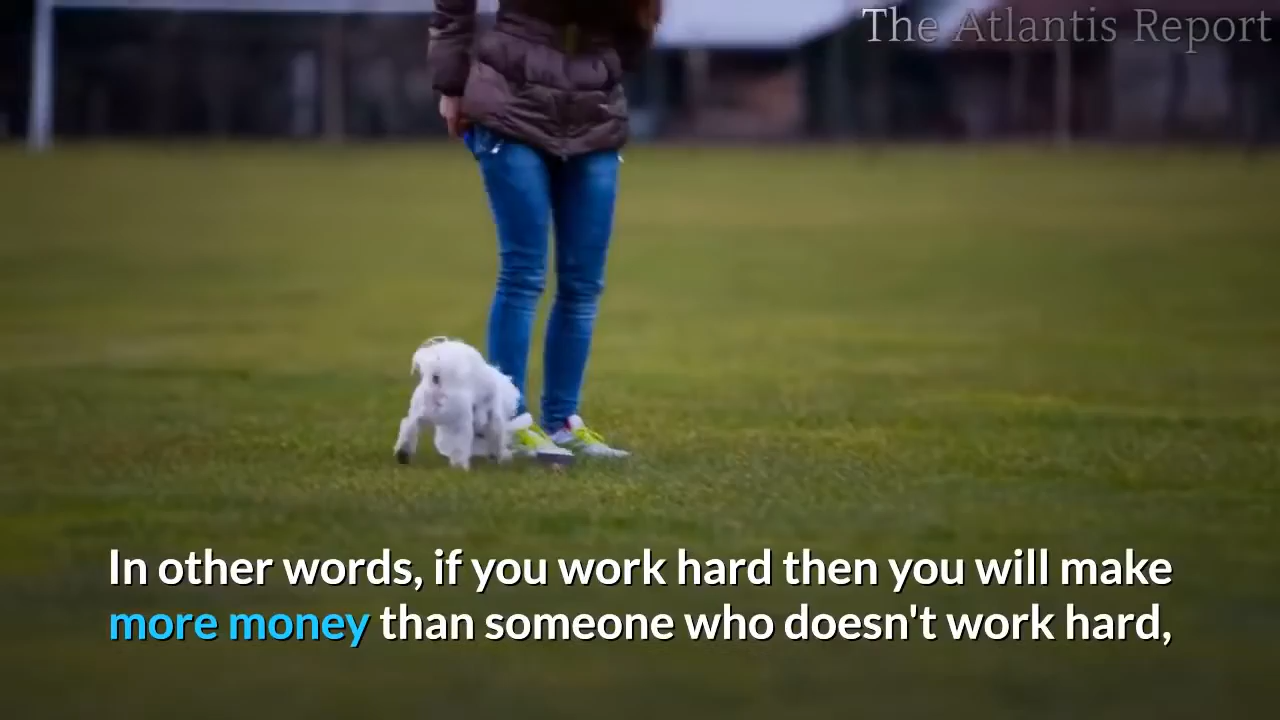 The Atlantis Report
In other words, if you work hard then you will make
more money than someone who doesn't work hard,